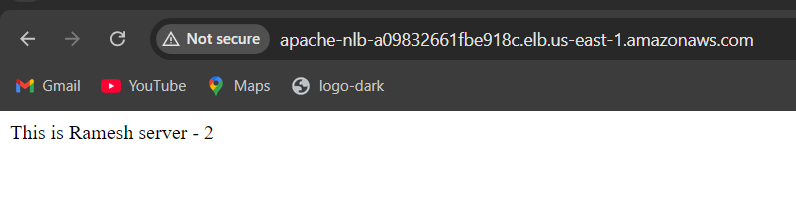 Not secure apache-nlb-a09832661fbe918c.elb.us-east-1.amazonaws.com
Gmail YouTube Maps logo-dark
This is Ramesh server - 2